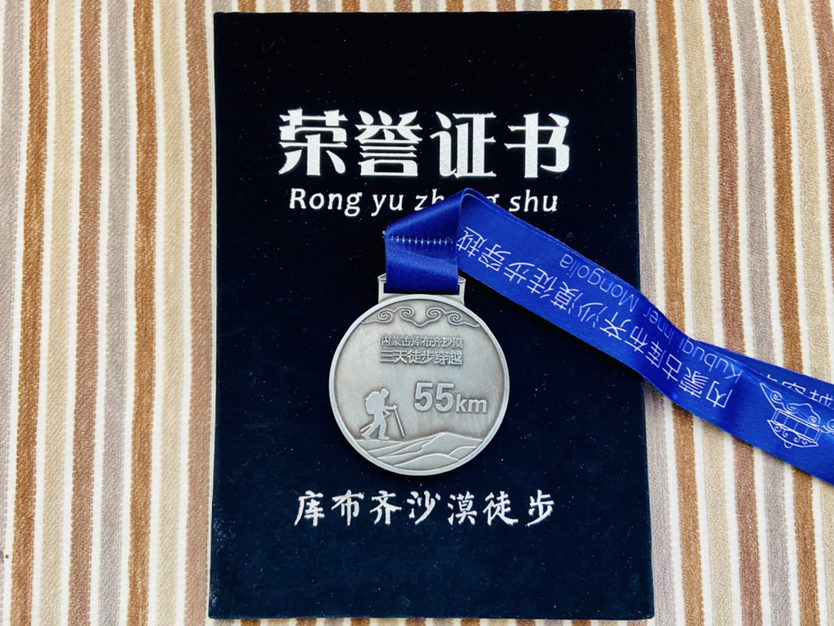 荣誉证书
Rong yu zh g shu
内蒙古库布齐沙漠
三天徒步穿越
55km
内蒙古库布齐沙漠徒步穿越
Kubuqi Inner Mongolia
库布齐沙漠徒步